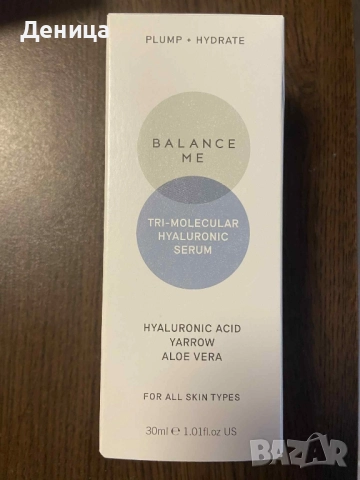 Деница
PLUMP + HYDRATE
BALANCE
ME
TRI-MOLECULAR
HYALURONIC
SERUM
HYALURONIC ACID
YARROW
ALOE VERA
FOR ALL SKIN TYPES
30ml ℮ 1.01fl.oz US
BAZAR